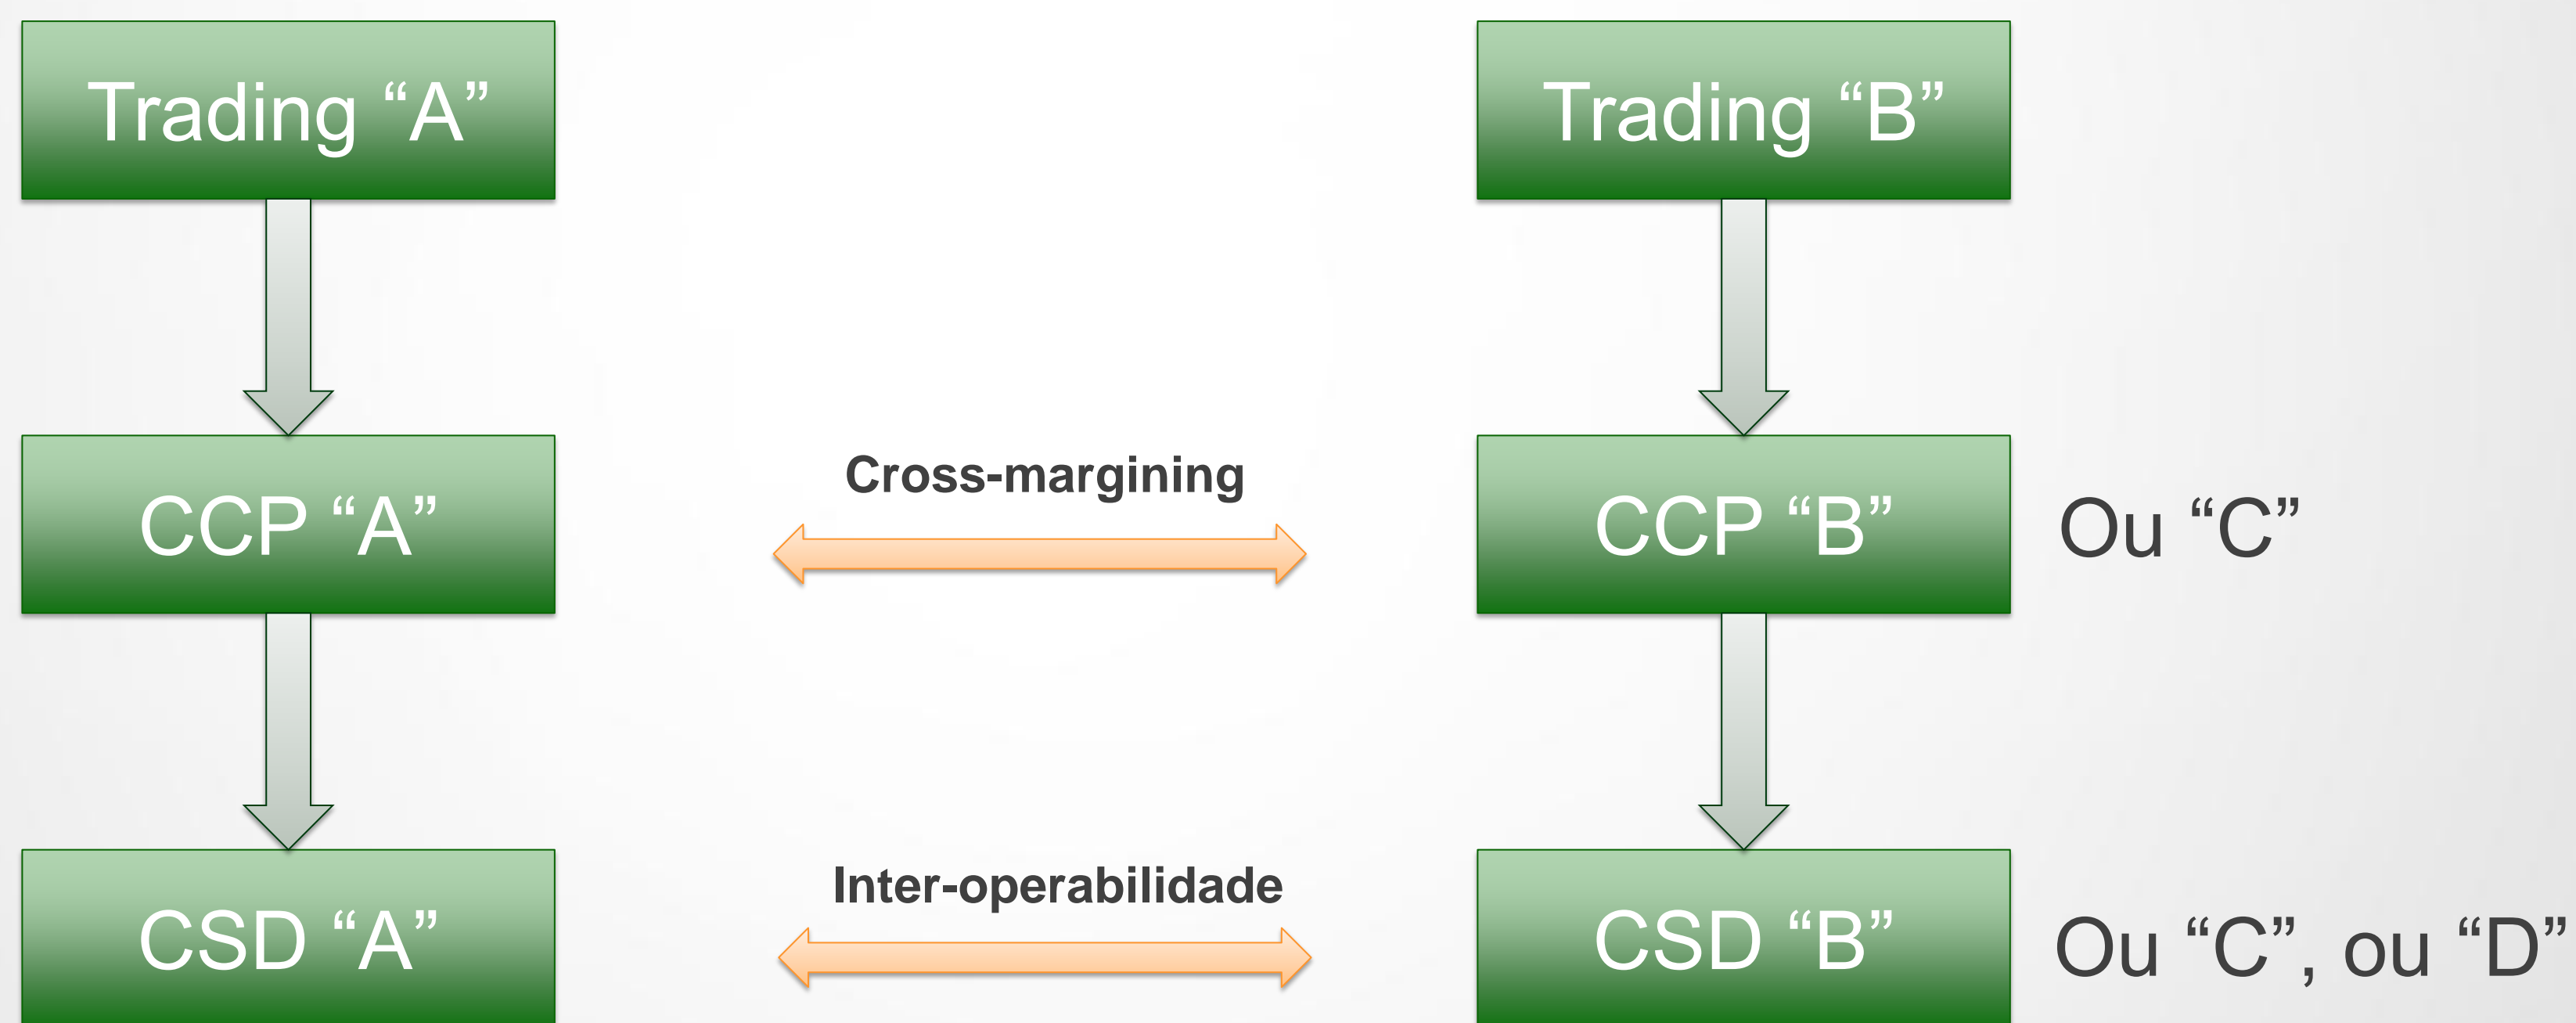 Trading “A”
Trading “B”
Cross-margining
CCP “A”
CCP “B”
Ou “C”
Inter-operabilidade
CSD “A”
CSD “B”
Ou “C”, ou “D”